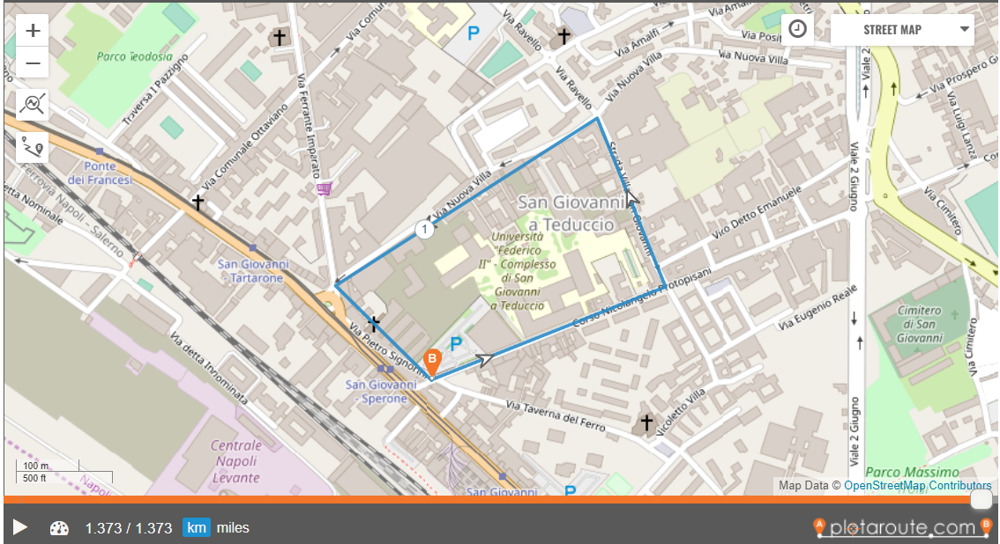 Via Comunale
Via Ravello
P
Via Amalfi
Via Nuova Villa
STREET MAP
Viale 2
Via Prospero
Parco Teodosia
Traversa I Pazzigno
Via Ferrante Imparato
Via Comunale Ottaviano
Via Ravello
Via Nuova Villa
Via Luigi Lanza
Ponte
dei Francesi
Ferrovia Napoli - Salerno
Via detta Nominale
Via Nuova Villa
1
Strada Villa San Giovanni
San Giovanni
a Teduccio
Viro Detto Emanuele
Viale 2 Giugno
Via Cimitero
Università
"Federico
II" - Complesso
di San
Giovanni
a Teduccio
San Giovanni
- Tartarone
Corso Nicolangelo Protopisani
Via Eugenio Reale
Cimitero
di San
Giovanni
Via Cimitero
Via Pietro Signorini
P
B
Via detta Innominata
San Giovanni
- Sperone
Via Taverna del Ferro
Vicoletto Villa
Viale 2 Giugno
Centrale
Napoli
Levante
Napoli
San Giovanni
P
Parco Massimo
Troisi
100 m
500 ft
Map Data © OpenStreetMap Contributors
1.373 / 1.373 km miles
A plotaroute.com B